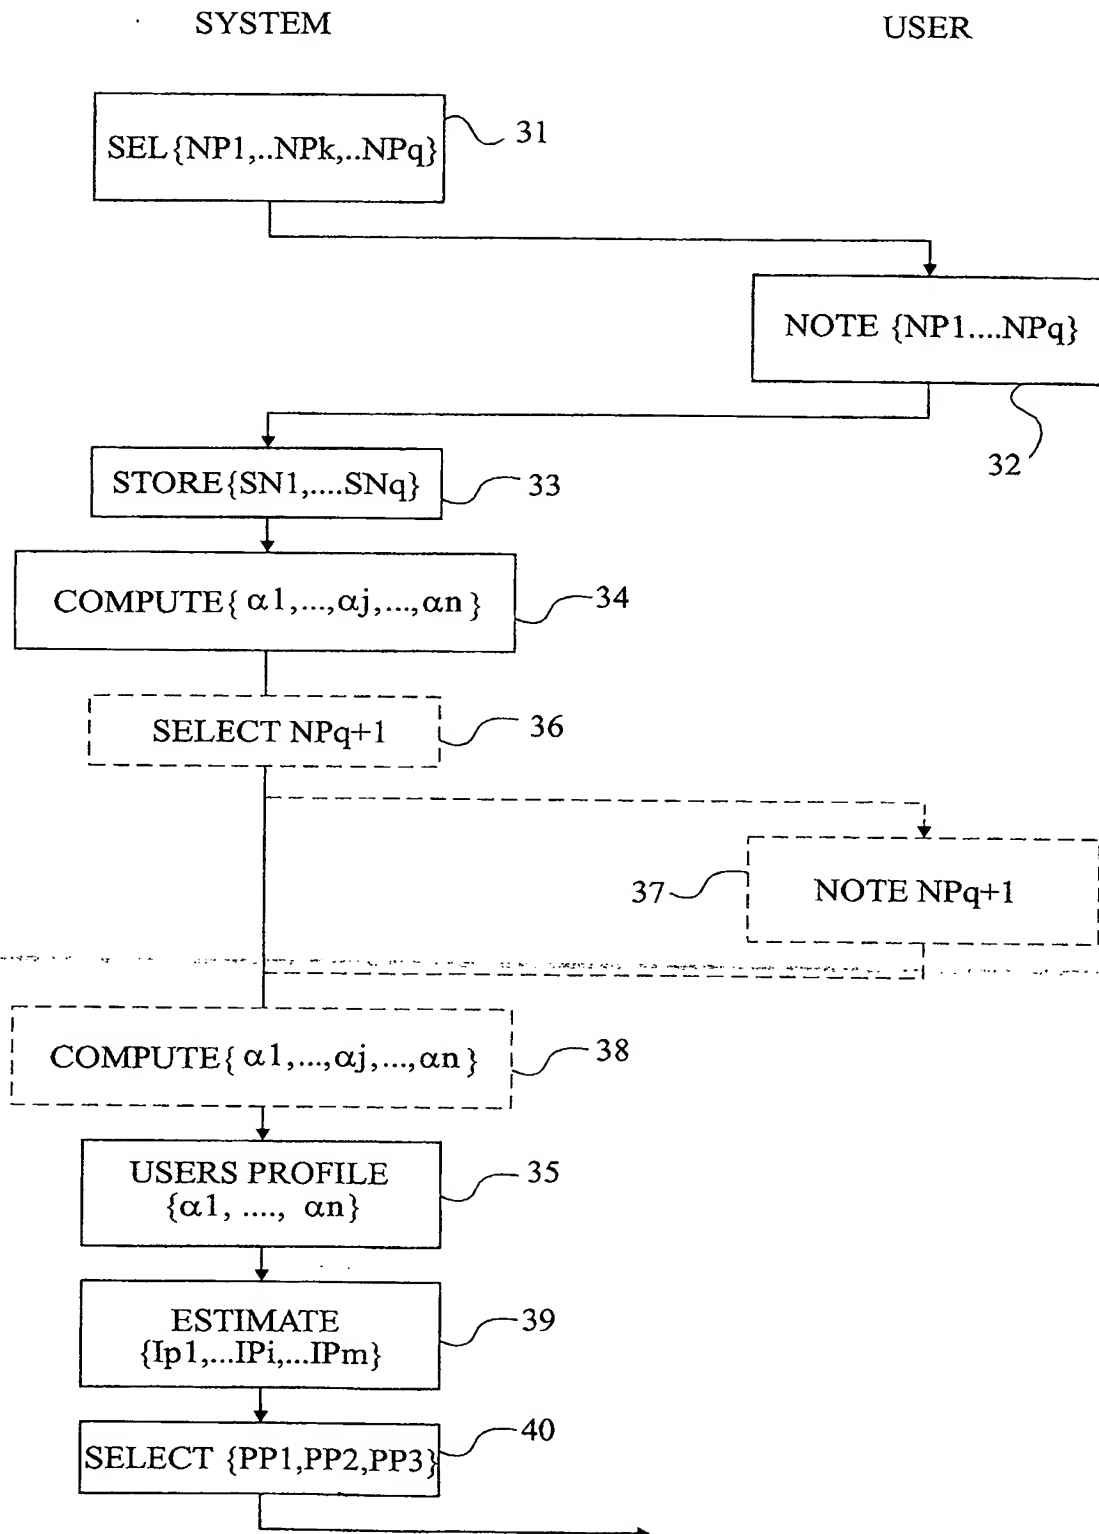 SYSTEM
USER
SEL{NP1,..NPk,..NPq}
31
NOTE {NP1....NPq}
32
STORE{SN1,....SNq}
33
COMPUTE{ α1,...,αj,...,αn }
34
SELECT NPq+1
36
37
NOTE NPq+1
COMPUTE{ α1,...,αj,...,αn }
38
USERS PROFILE
{α1, ...., αn}
35
ESTIMATE
{Ip1,...IPi,...IPm}
39
SELECT {PP1,PP2,PP3}
40